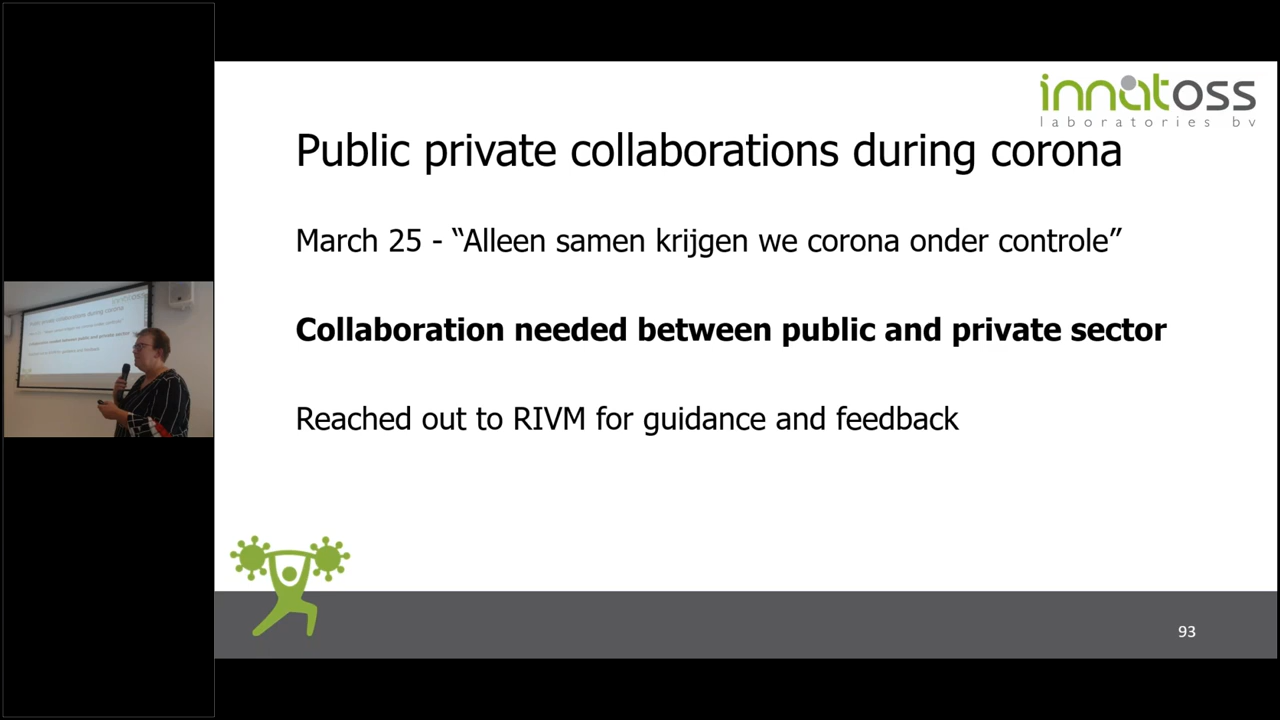 innatoss
laboratories bv
Public private collaborations during corona
March 25 - “Alleen samen krijgen we corona onder controle”
Collaboration needed between public and private sector
Reached out to RIVM for guidance and feedback
93